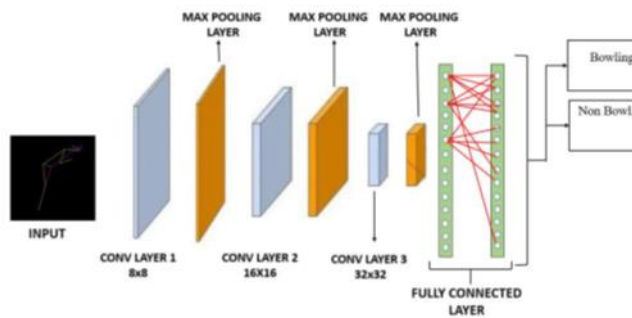 MAX POOLING
LAYER
MAX POOLING
LAYER
MAX POOLING
LAYER
Bowling
Non Bowl
INPUT
CONV LAYER 1
8x8
CONV LAYER 2
16X16
CONV LAYER 3
32x32
FULLY CONNECTED
LAYER